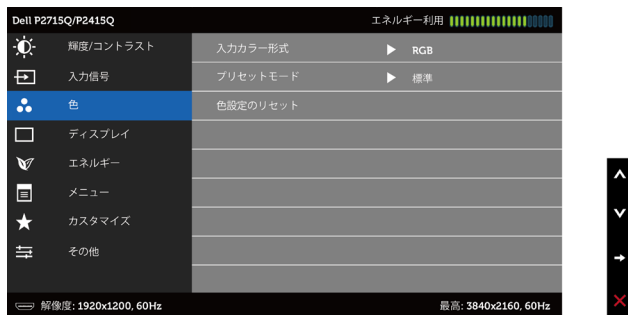 Dell P2715Q/P2415Q エネルギー利用
輝度/コントラスト 入力カラー形式 RGB
入力信号 プリセットモード 標準
色 色設定のリセット
ディスプレイ
エネルギー
メニュー
カスタマイズ
その他
解像度: 1920x1200, 60Hz 最高: 3840x2160, 60Hz